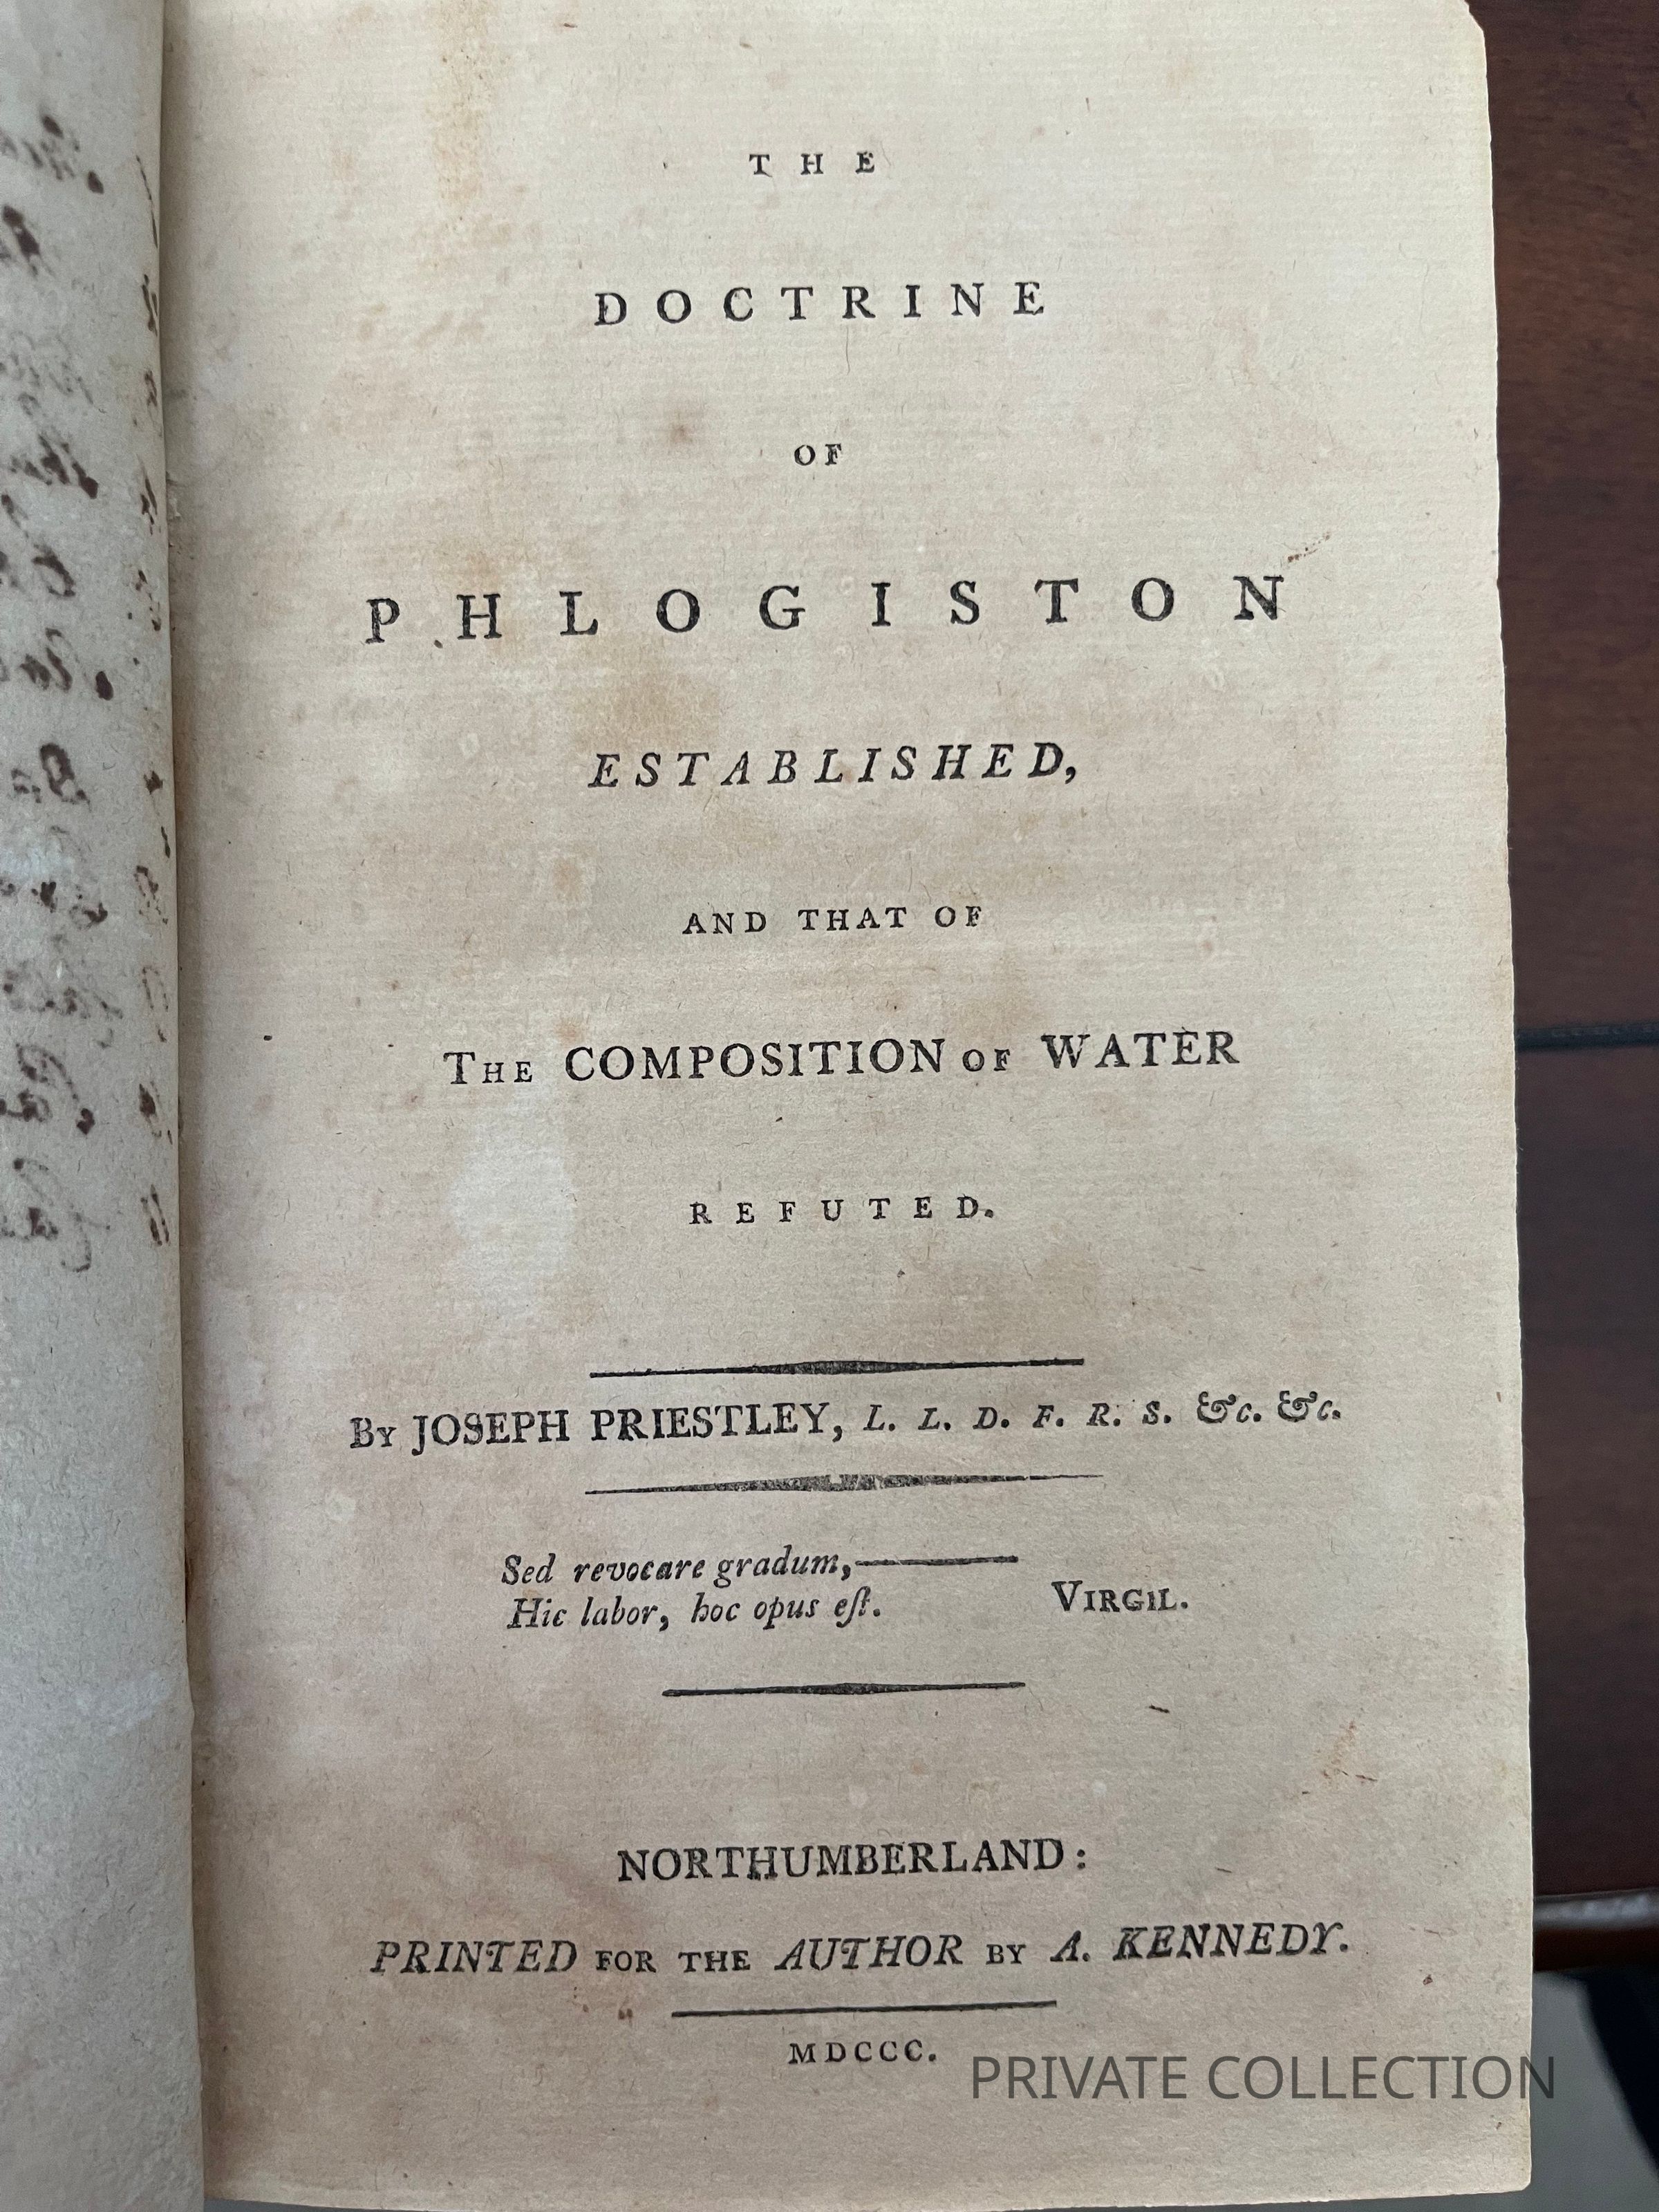 THE
DOCTRINE
OF
PHLOGISTON
ESTABLISHED,
AND THAT OF
THE COMPOSITION OF WATER
REFUTED.
BY JOSEPH PRIESTLEY, L. L. D. F. R. S. &c. &c.
Sed revocare gradum,——
Hic labor, hoc opus eſt. VIRGIL.
NORTHUMBERLAND:
PRINTED FOR THE AUTHOR BY A. KENNEDY.
MDCCC.
PRIVATE COLLECTION